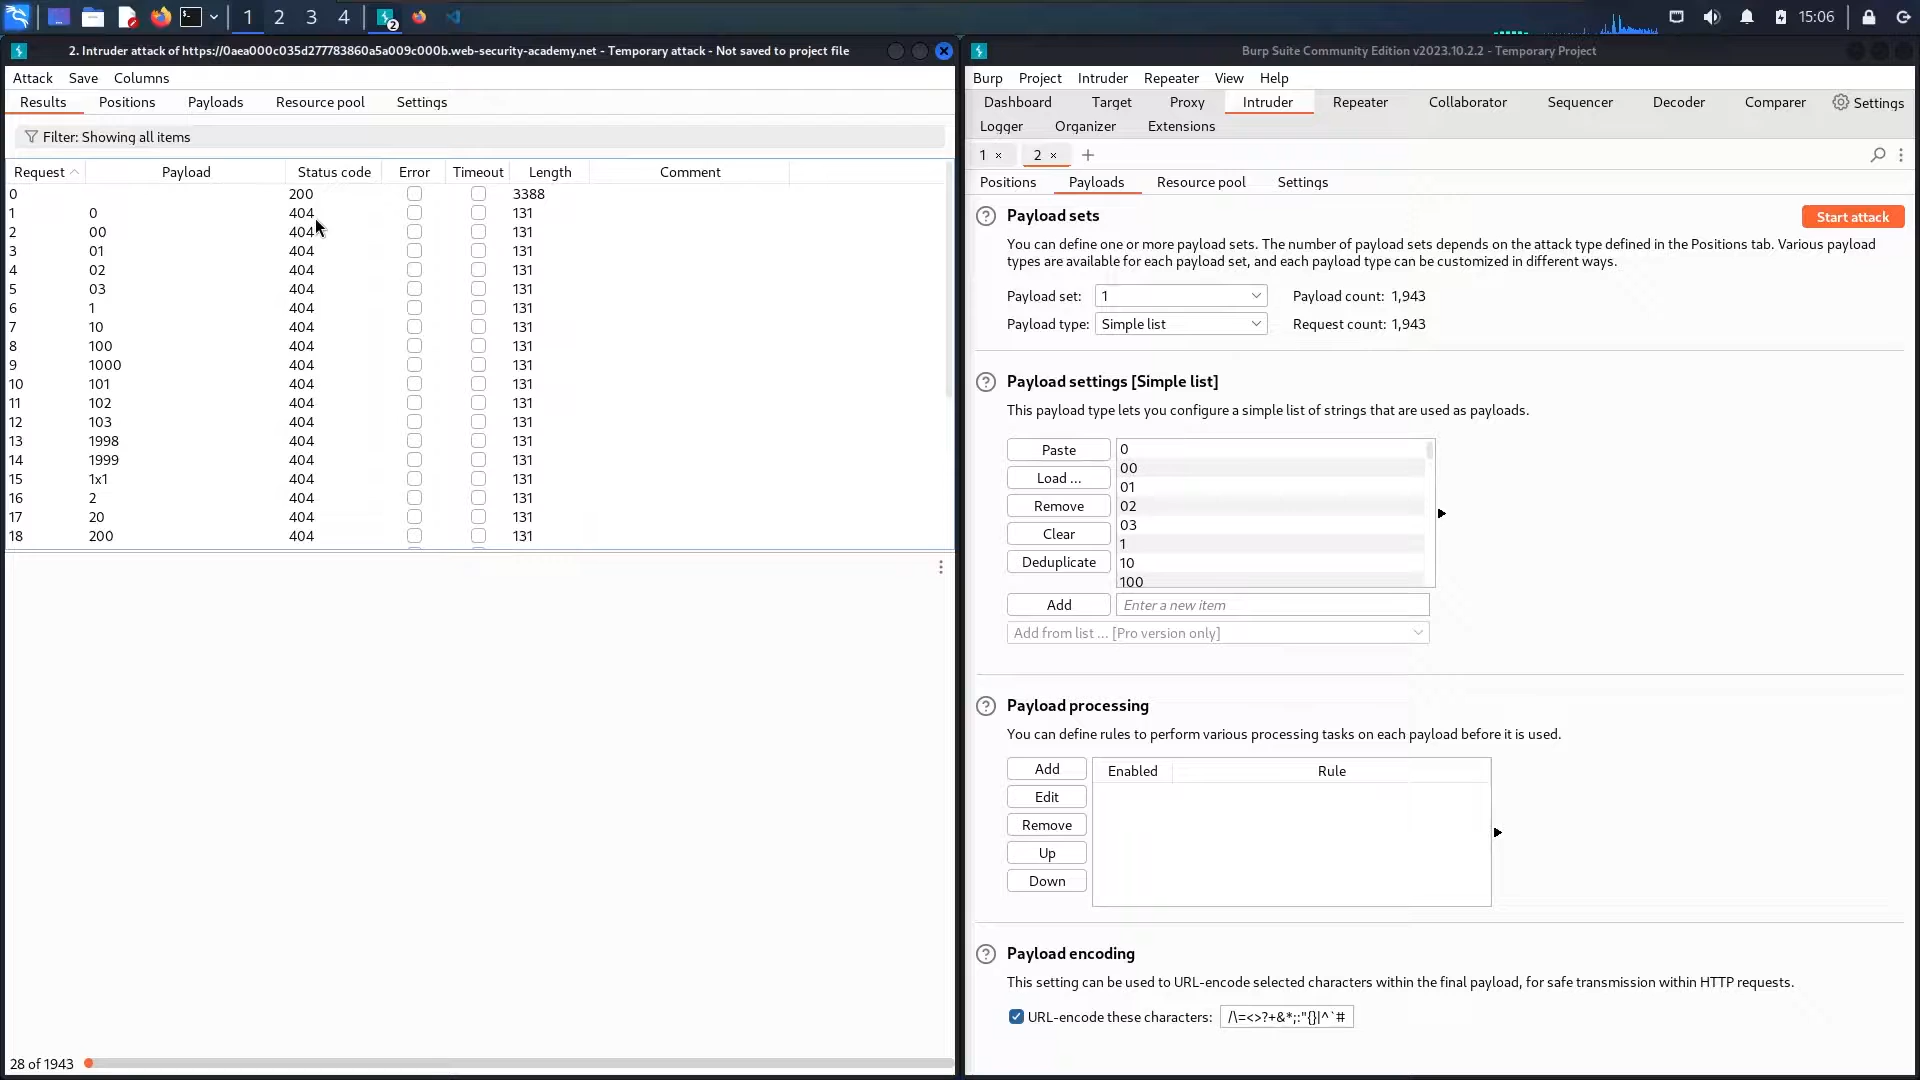 1 2 3 4 2 15:06
2. Intruder attack of https://0aea000c035d277783860a5a009c000b.web-security-academy.net - Temporary attack - Not saved to project file
Attack Save Columns
Results Positions Payloads Resource pool Settings
Filter: Showing all items
Request Payload Status code Error Timeout Length Comment
0 200 3388
1 0 404 131
2 00 404 131
3 01 404 131
4 02 404 131
5 03 404 131
6 1 404 131
7 10 404 131
8 100 404 131
9 1000 404 131
10 101 404 131
11 102 404 131
12 103 404 131
13 1998 404 131
14 1999 404 131
15 1x1 404 131
16 2 404 131
17 20 404 131
18 200 404 131
28 of 1943
Burp Suite Community Edition v2023.10.2.2 - Temporary Project
Burp Project Intruder Repeater View Help
Dashboard Target Proxy Intruder Repeater Collaborator Sequencer Decoder Comparer Settings
Logger Organizer Extensions
1 × 2 × +
Positions Payloads Resource pool Settings
? Payload sets Start attack
You can define one or more payload sets. The number of payload sets depends on the attack type defined in the Positions tab. Various payload
types are available for each payload set, and each payload type can be customized in different ways.
Payload set: 1 Payload count: 1,943
Payload type: Simple list Request count: 1,943
? Payload settings [Simple list]
This payload type lets you configure a simple list of strings that are used as payloads.
Paste 0
00
Load ... 01
Remove 02
03
Clear 1
Deduplicate 10
100
Add Enter a new item
Add from list ... [Pro version only]
? Payload processing
You can define rules to perform various processing tasks on each payload before it is used.
Add Enabled Rule
Edit
Remove
Up
Down
? Payload encoding
This setting can be used to URL-encode selected characters within the final payload, for safe transmission within HTTP requests.
URL-encode these characters: /\=<>?+&*;:"{}|^`#